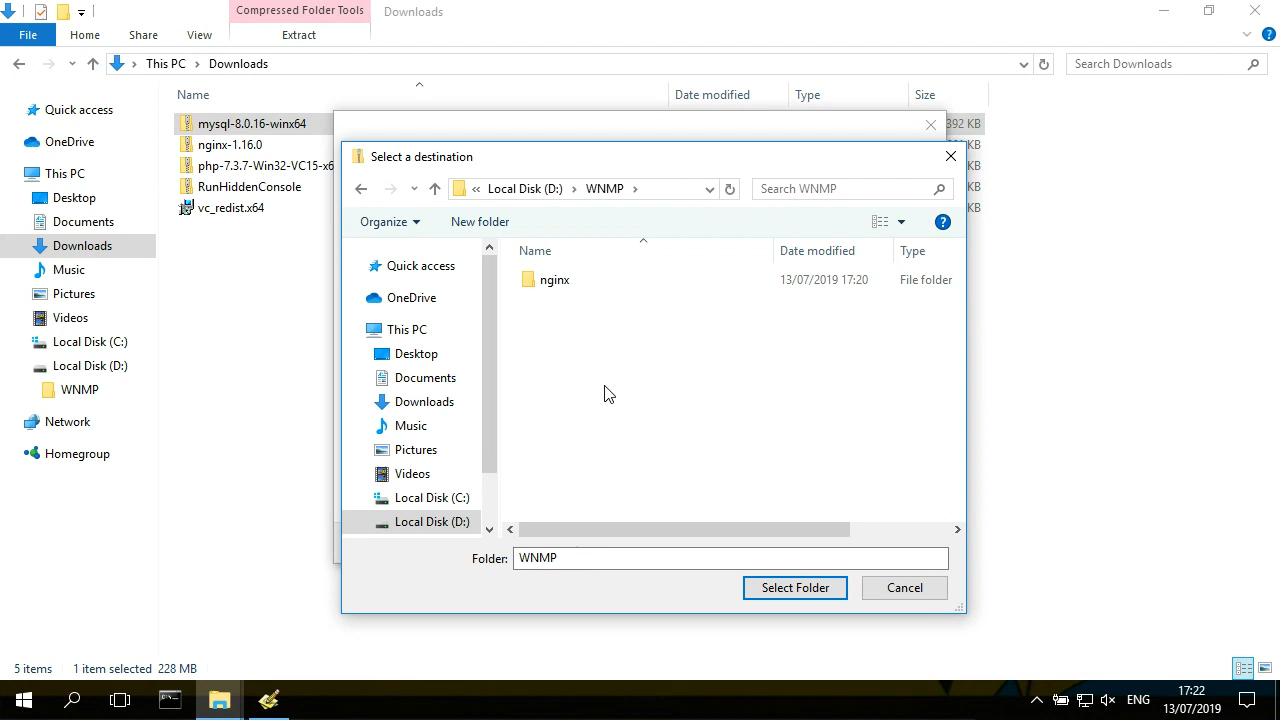 Compressed Folder Tools
Downloads
File
Home
Share
View
Extract
This PC
Downloads
Search Downloads
Name
Date modified
Type
Size
Quick access
OneDrive
This PC
Desktop
Documents
Downloads
Music
Pictures
Videos
Local Disk (C:)
Local Disk (D:)
WNMP
Network
Homegroup
mysql-8.0.16-winx64
392 KB
nginx-1.16.0
KB
php-7.3.7-Win32-VC15-x6
KB
RunHiddenConsole
KB
vc_redist.x64
KB
Select a destination
« Local Disk (D:)
WNMP
Search WNMP
Organize
New folder
Name
Date modified
Type
Quick access
OneDrive
This PC
Desktop
Documents
Downloads
Music
Pictures
Videos
Local Disk (C:)
Local Disk (D:)
nginx
13/07/2019 17:20
File folder
Folder:
WNMP
Select Folder
Cancel
5 items
1 item selected 228 MB
ENG
17:22
13/07/2019